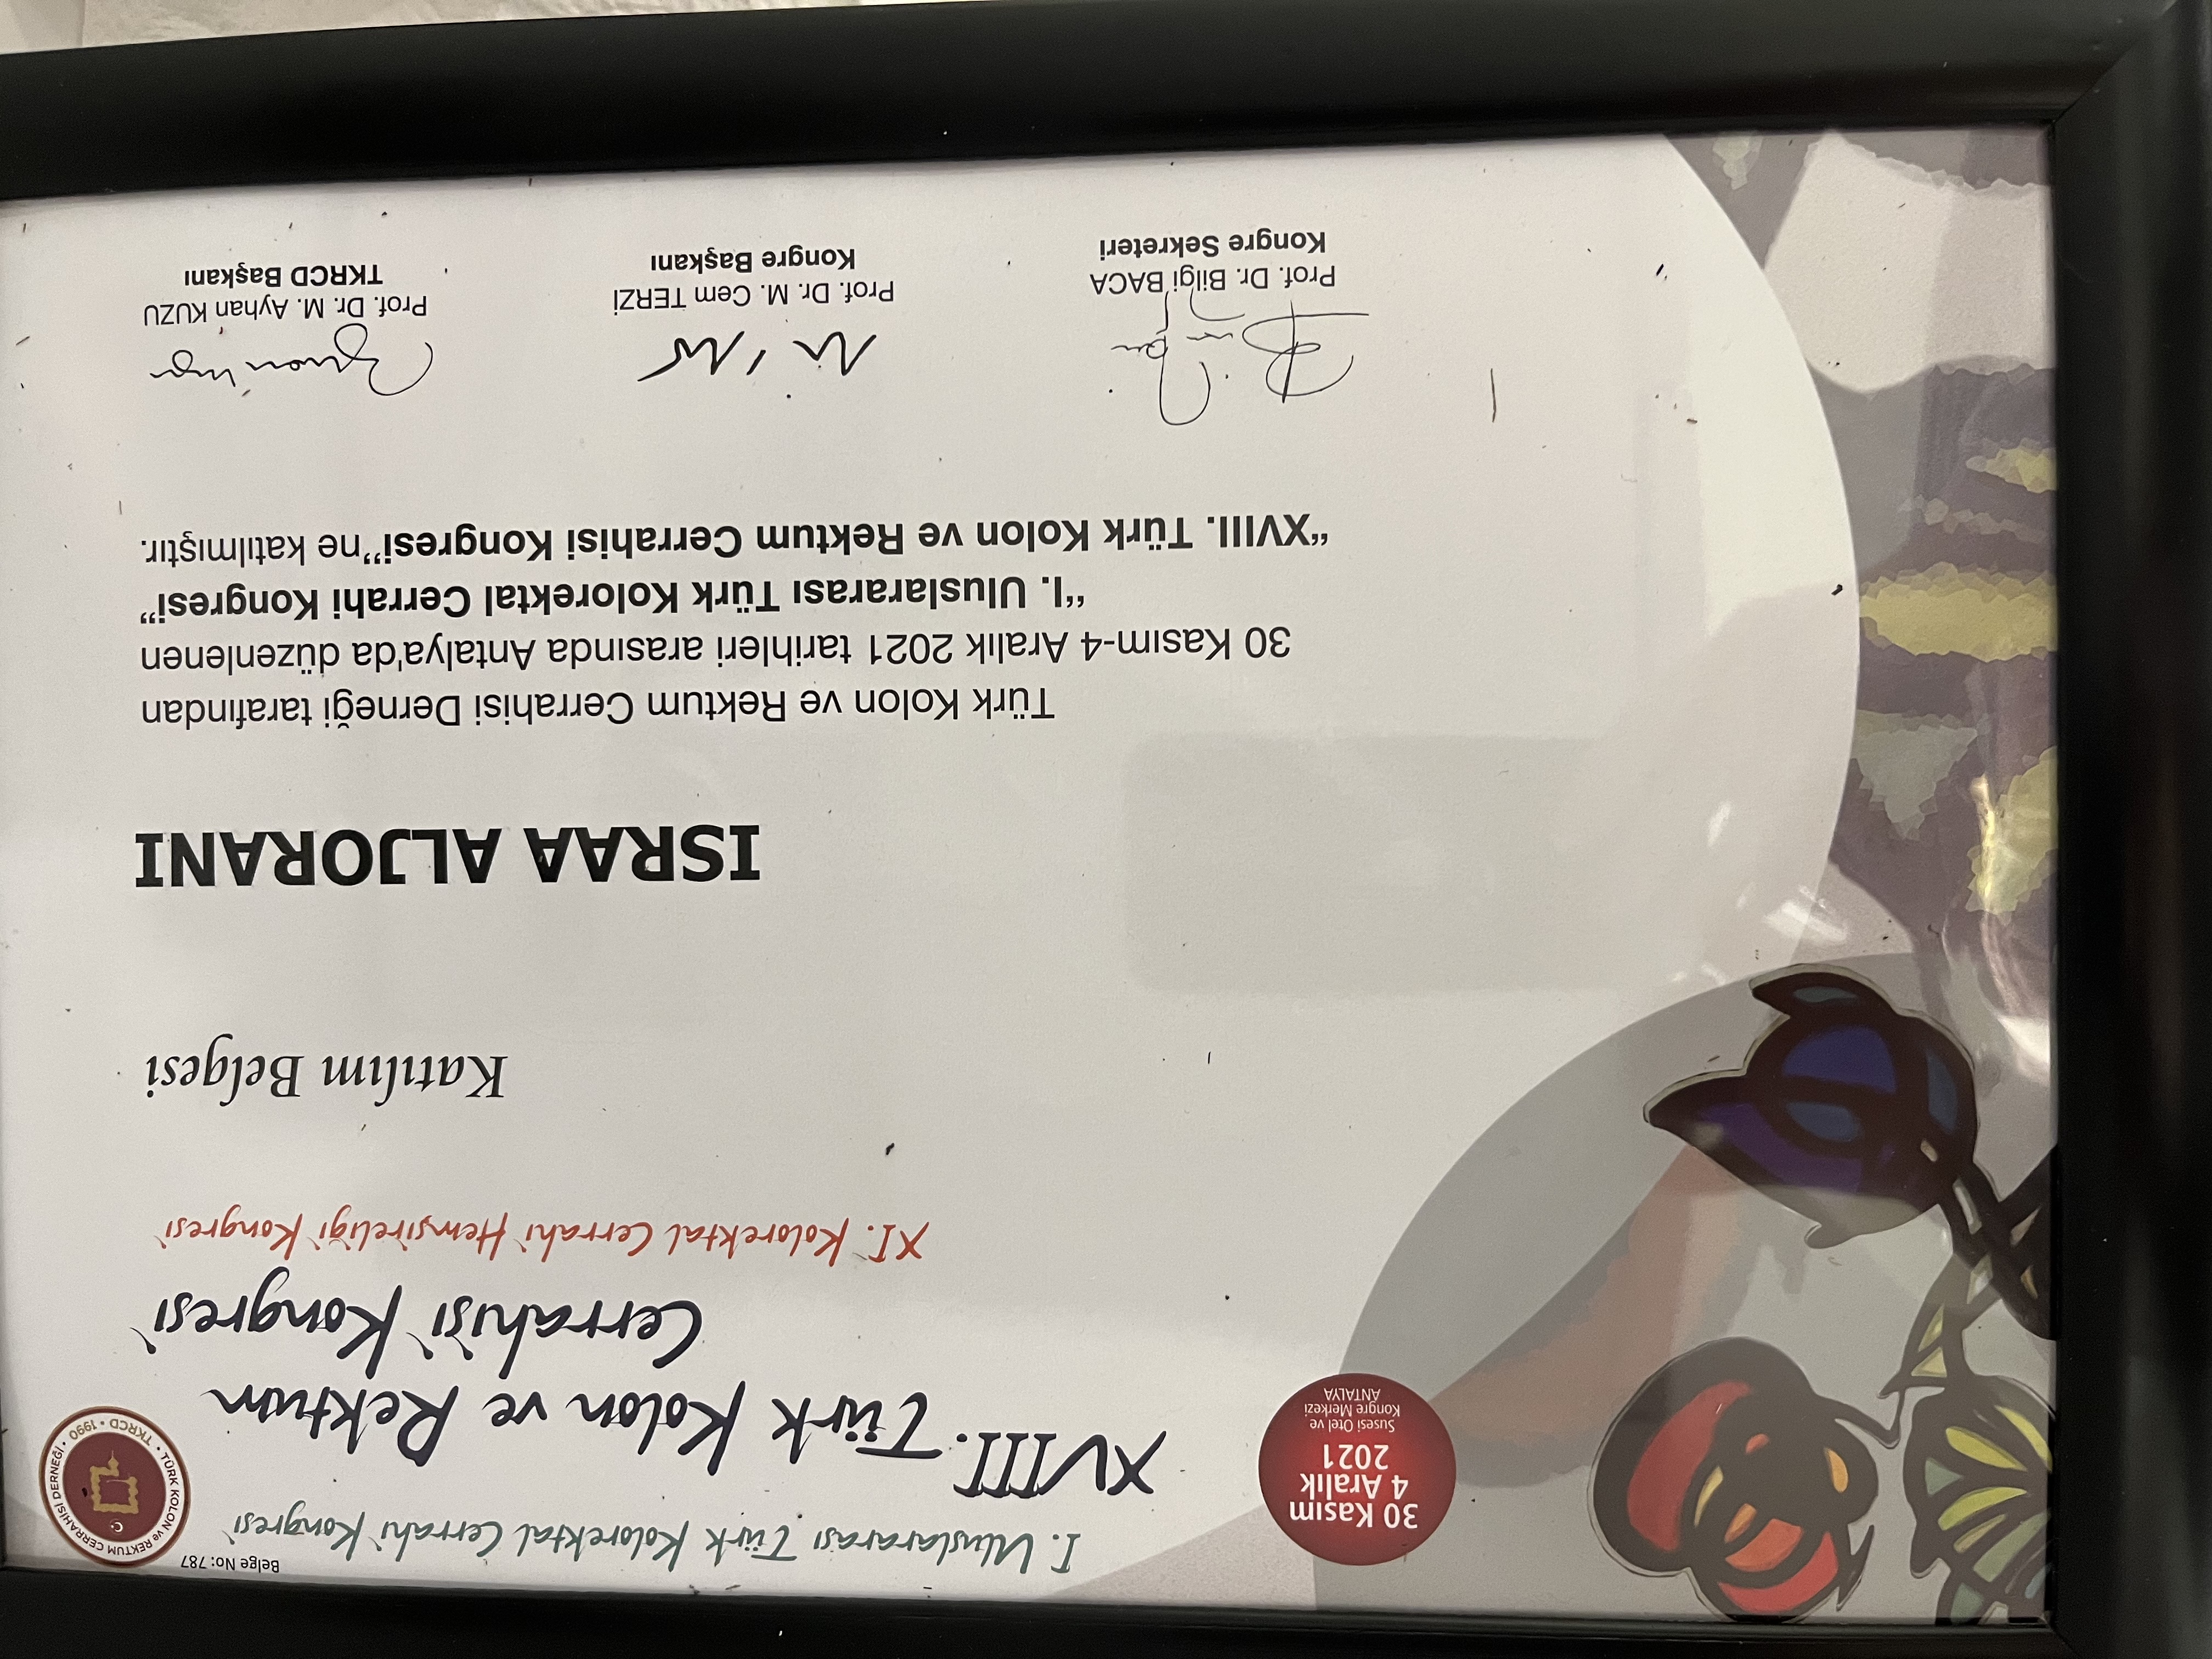 Belge No: 787
I. Uluslararası Türk Kolorektal Cerrahi Kongresi
XVIII. Türk Kolon ve Rektum
Cerrahisi Kongresi
XI. Kolorektal Cerrahi Hemşireliği Kongresi
30 Kasım
4 Aralık
2021
Susesi Otel ve
Kongre Merkezi
ANTALYA
TÜRK KOLON ve REKTUM CERRAHİSİ DERNEĞİ • TKRCD • 1990 •
Katılım Belgesi
ISRAA ALJORANI
Türk Kolon ve Rektum Cerrahisi Derneği tarafından
30 Kasım-4 Aralık 2021 tarihleri arasında Antalya'da düzenlenen
“I. Uluslararası Türk Kolorektal Cerrahi Kongresi”
“XVIII. Türk Kolon ve Rektum Cerrahisi Kongresi”ne katılmıştır.
Prof. Dr. Bilgi BACA
Kongre Sekreteri
Prof. Dr. M. Cem TERZİ
Kongre Başkanı
Prof. Dr. M. Ayhan KUZU
TKRCD Başkanı